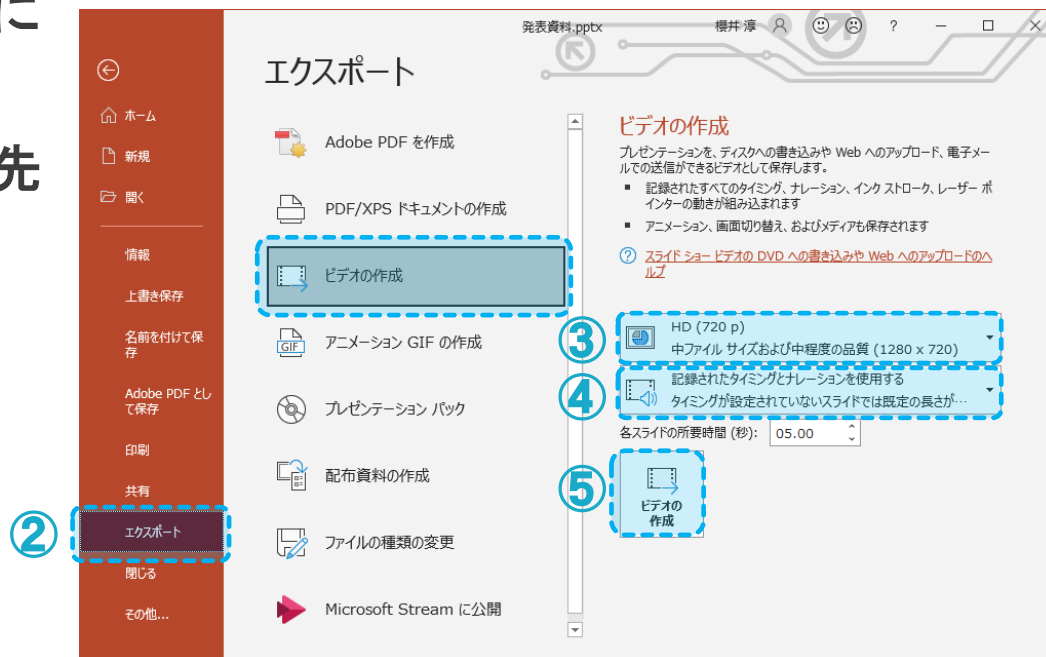 に
先
発表資料.pptx
櫻井 淳
?
エクスポート
ホーム
新規
開く
情報
上書き保存
名前を付けて保
存
Adobe PDF とし
て保存
印刷
共有
②
エクスポート
閉じる
その他...
Adobe PDF を作成
PDF/XPS ドキュメントの作成
ビデオの作成
GIF
アニメーション GIF の作成
プレゼンテーション パック
配布資料の作成
ファイルの種類の変更
Microsoft Stream に公開
ビデオの作成
プレゼンテーションを、ディスクへの書き込みや Web へのアップロード、電子メー
ルでの送信ができるビデオとして保存します。
▪ 記録されたすべてのタイミング、ナレーション、インク ストローク、レーザー ポ
インターの動きが組み込まれます
▪ アニメーション、画面切り替え、およびメディアも保存されます
? スライド ショー ビデオの DVD への書き込みや Web へのアップロードのヘ
ルプ
③
HD (720 p)
中ファイル サイズおよび中程度の品質 (1280 x 720)
④
記録されたタイミングとナレーションを使用する
タイミングが設定されていないスライドでは既定の長さが…
各スライドの所要時間 (秒): 05.00
⑤
ビデオの
作成